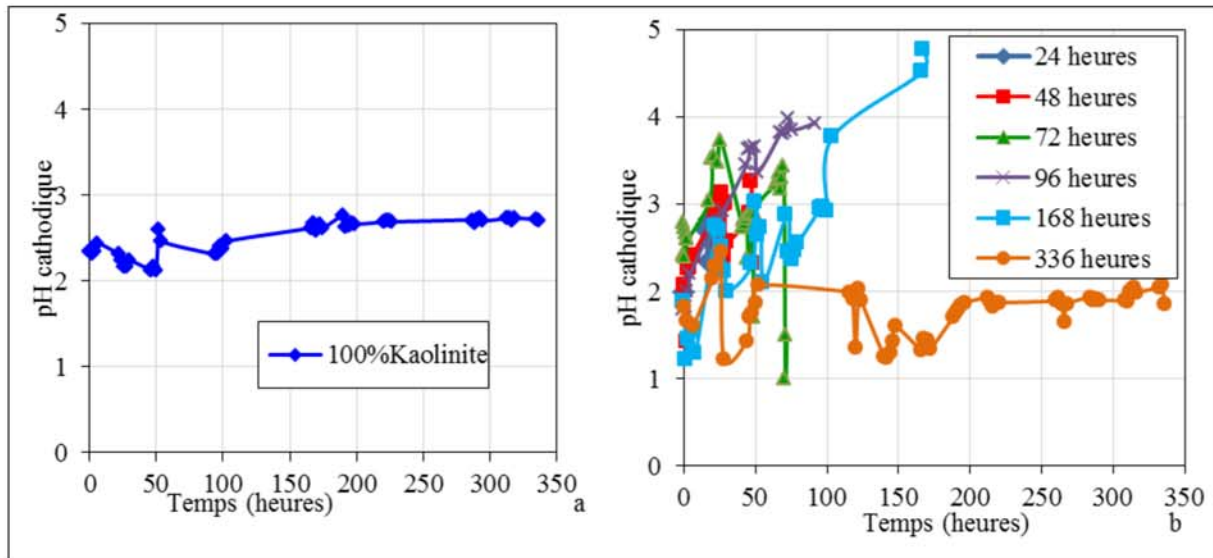 5
4
3
2
1
0
pH cathodique
100%Kaolinite
0 50 100 150 200 250 300 350
Temps (heures)
a
5
4
3
2
1
0
pH cathodique
24 heures
48 heures
72 heures
96 heures
168 heures
336 heures
0 50 100 150 200 250 300 350
Temps (heures)
b